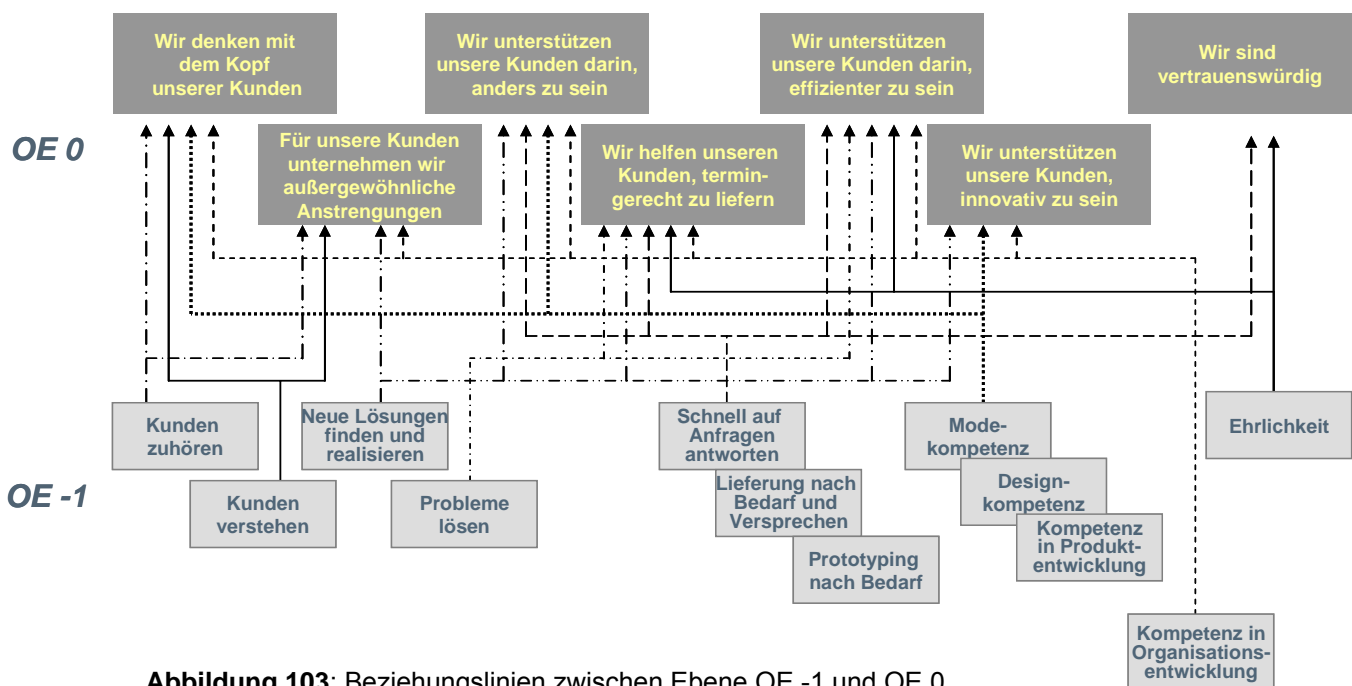 Wir denken mit
dem Kopf
unserer Kunden
Wir unterstützen
unsere Kunden darin,
anders zu sein
Wir unterstützen
unsere Kunden darin,
effizienter zu sein
Wir sind
vertrauenswürdig
OE 0
Für unsere Kunden
unternehmen wir
außergewöhnliche
Anstrengungen
Wir helfen unseren
Kunden, termin-
gerecht zu liefern
Wir unterstützen
unsere Kunden,
innovativ zu sein
Kunden
zuhören
Neue Lösungen
finden und
realisieren
Schnell auf
Anfragen
antworten
Mode-
kompetenz
Ehrlichkeit
OE -1
Kunden
verstehen
Probleme
lösen
Lieferung nach
Bedarf und
Versprechen
Design-
kompetenz
Prototyping
nach Bedarf
Kompetenz
in Produkt-
entwicklung
Kompetenz in
Organisations-
entwicklung
Abbildung 103: Beziehungslinien zwischen Ebene OE -1 und OE 0